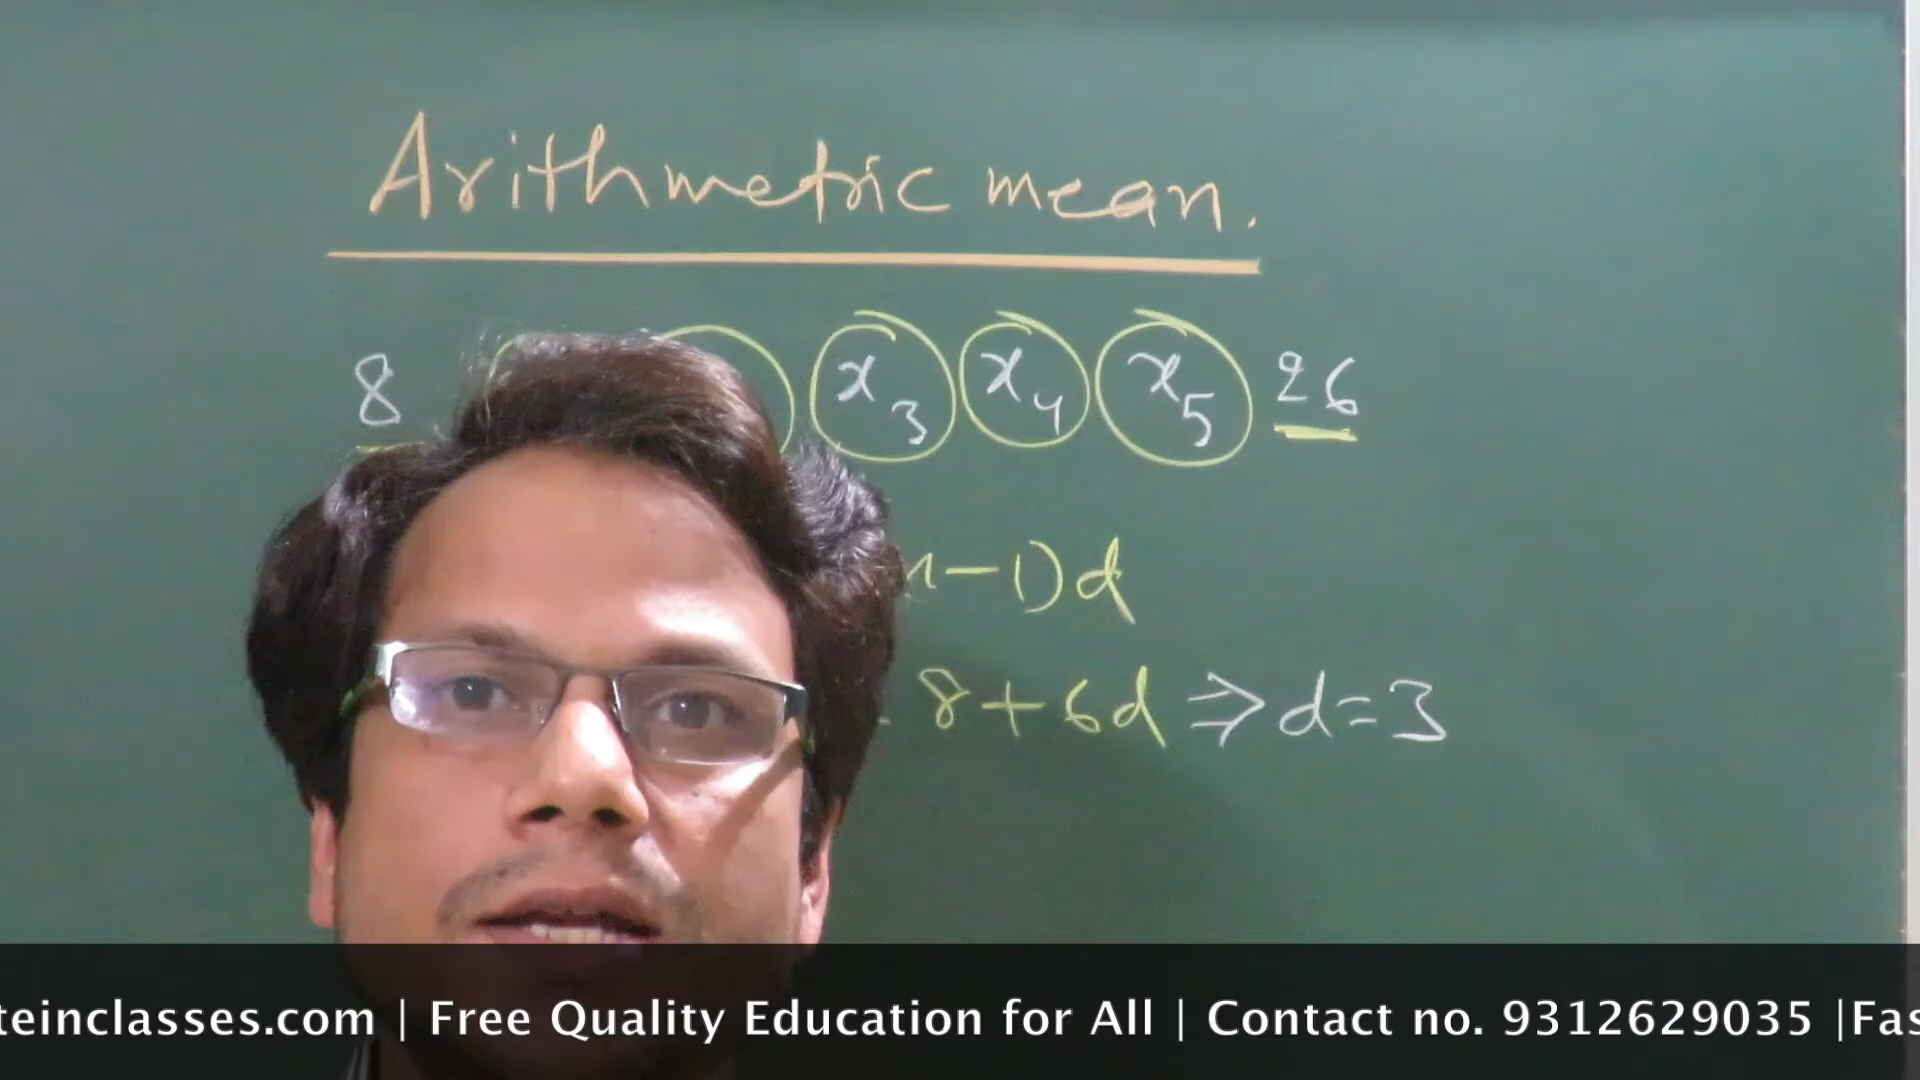 Arithmetric mean.
8 x3 x4 x5 26
-1)d
8+6d ⇒ d=3
teinclasses.com | Free Quality Education for All | Contact no. 9312629035 |Fas